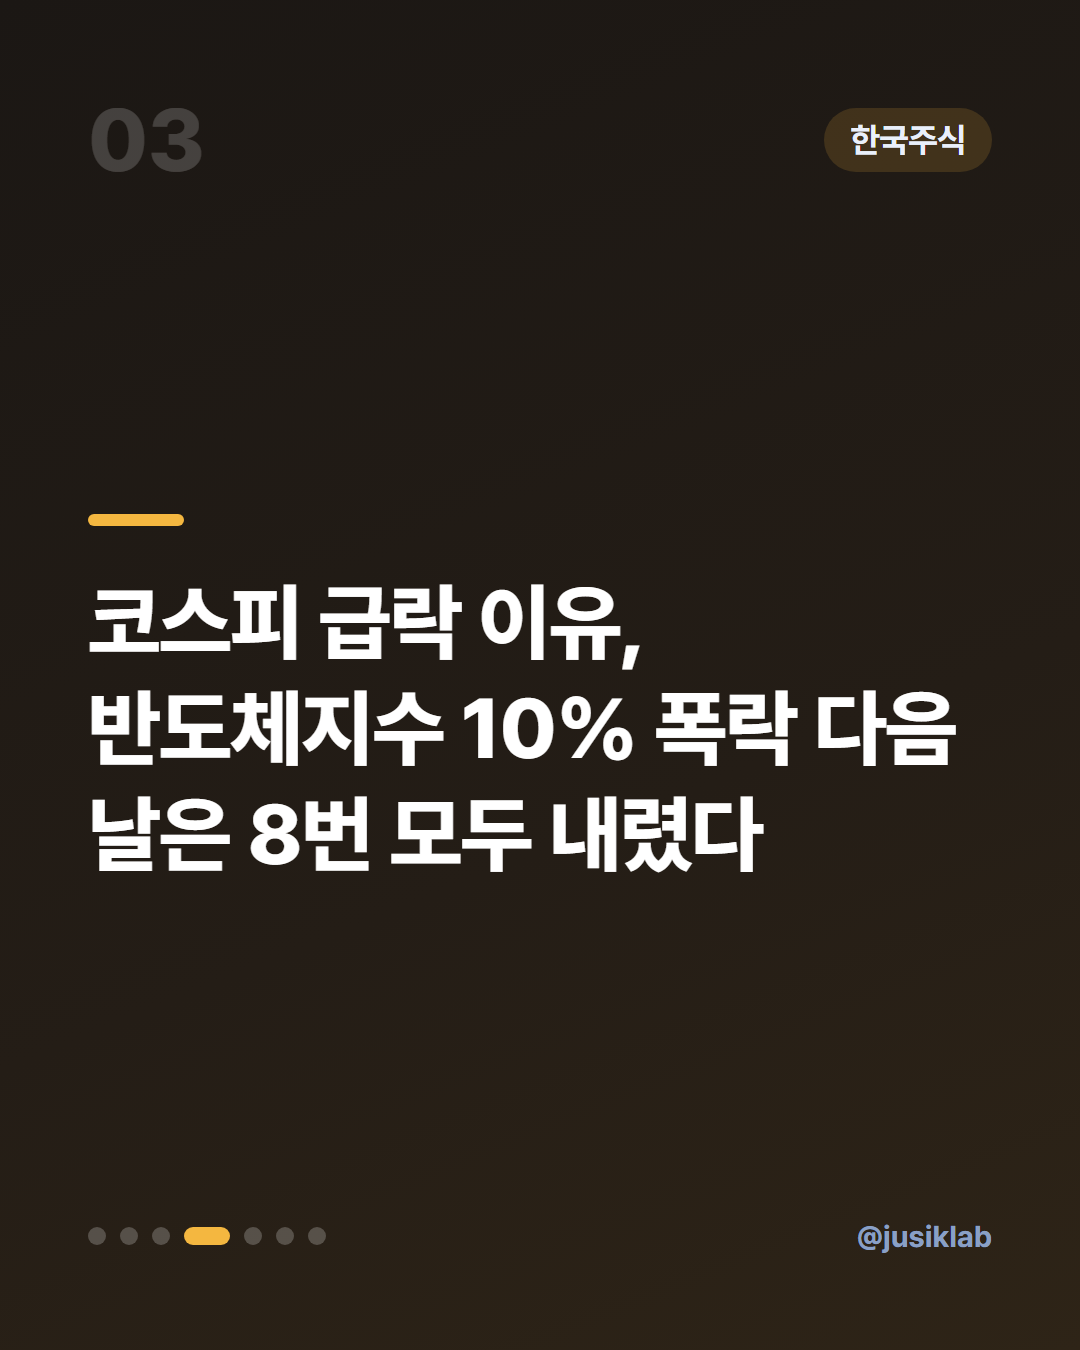 03
한국주식
코스피 급락 이유,
반도체지수 10% 폭락 다음
날은 8번 모두 내렸다
@jusiklab